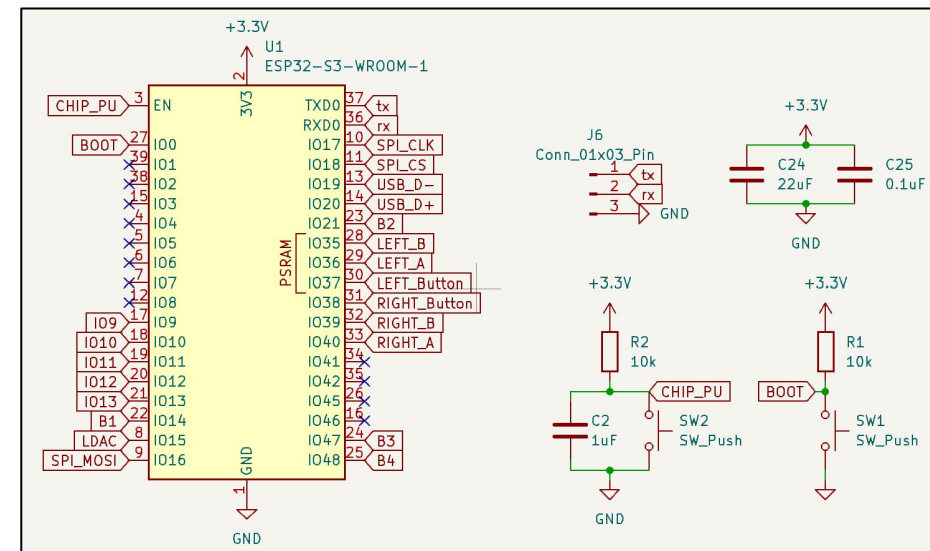 +3.3V
U1
ESP32-S3-WROOM-1
2
3V3
CHIP_PU 3 EN
TXD0 37 tx
RXD0 36 rx
BOOT 27 IO0
IO17 10 SPI_CLK
39 IO1
IO18 11 SPI_CS
38 IO2
IO19 13 USB_D-
15 IO3
IO20 14 USB_D+
4 IO4
IO21 23 B2
5 IO5
IO35 28 LEFT_B
6 IO6
IO36 29 LEFT_A
7 IO7
IO37 30 LEFT_Button
12 IO8
IO38 31 RIGHT_Button
PSRAM
IO9 17 IO9
IO39 32 RIGHT_B
IO10 18 IO10
IO40 33 RIGHT_A
IO11 19 IO11
IO41 34
IO12 20 IO12
IO42 35
IO13 21 IO13
IO45 26
B1 22 IO14
IO46 16
LDAC 8 IO15
IO47 24 B3
SPI_MOSI 9 IO16
IO48 25 B4
GND
1
GND
J6
Conn_01x03_Pin
1 tx
2 rx
3 GND
+3.3V
C24
22uF
C25
0.1uF
GND
+3.3V
R2
10k
CHIP_PU
C2
1uF
SW2
SW_Push
GND
+3.3V
R1
10k
BOOT
SW1
SW_Push